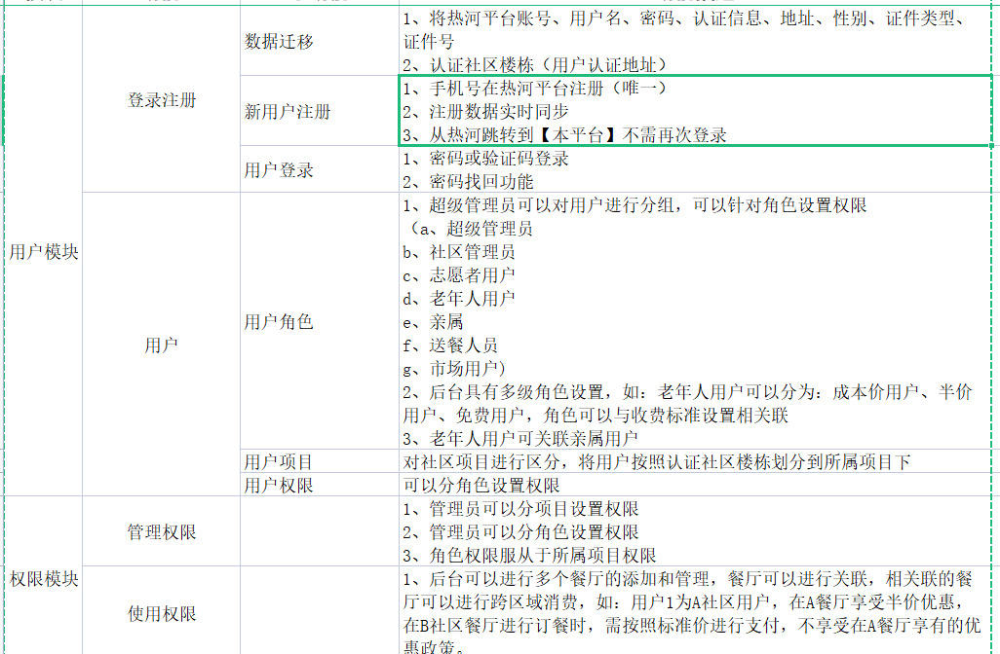 用户模块
登录注册
数据迁移
1、将热河平台账号、用户名、密码、认证信息、地址、性别、证件类型、
证件号
2、认证社区楼栋（用户认证地址）
新用户注册
1、手机号在热河平台注册（唯一）
2、注册数据实时同步
3、从热河跳转到【本平台】不需再次登录
用户登录
1、密码或验证码登录
2、密码找回功能
用户
用户角色
1、超级管理员可以对用户进行分组，可以针对角色设置权限
（a、超级管理员
b、社区管理员
c、志愿者用户
d、老年人用户
e、亲属
f、送餐人员
g、市场用户)
2、后台具有多级角色设置，如：老年人用户可以分为：成本价用户、半价
用户、免费用户，角色可以与收费标准设置相关联
3、老年人用户可关联亲属用户
用户项目
对社区项目进行区分，将用户按照认证社区楼栋划分到所属项目下
用户权限
可以分角色设置权限
权限模块
管理权限
1、管理员可以分项目设置权限
2、管理员可以分角色设置权限
3、角色权限服从于所属项目权限
使用权限
1、后台可以进行多个餐厅的添加和管理，餐厅可以进行关联，相关联的餐
厅可以进行跨区域消费，如：用户1为A社区用户，在A餐厅享受半价优惠，
在B社区餐厅进行订餐时，需按照标准价进行支付，不享受在A餐厅享有的优
惠政策。